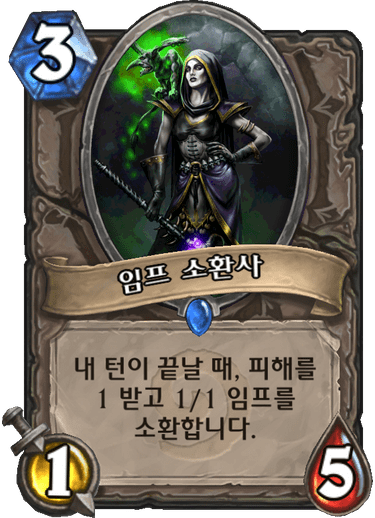 3
임프 소환사
내 턴이 끝날 때, 피해를
1 받고 1/1 임프를
소환합니다.
1
5